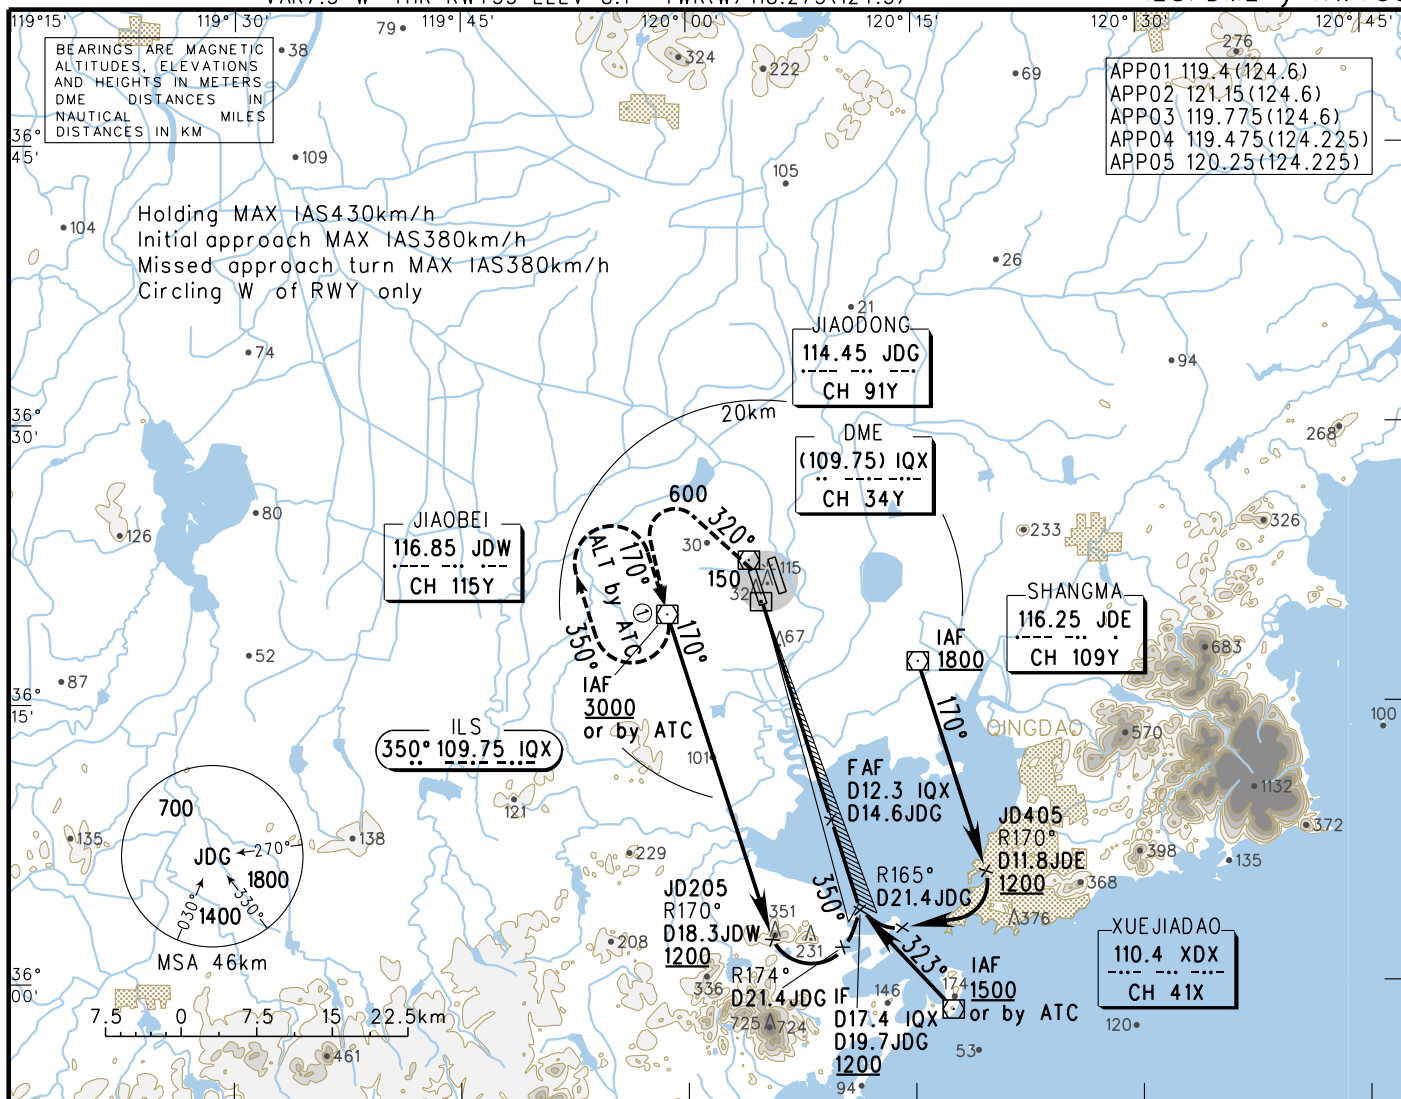 119°15'
119°30'
119°45'
120°00'
120°15'
120°30'
120°45'
BEARINGS ARE MAGNETIC
ALTITUDES, ELEVATIONS
AND HEIGHTS IN METERS
DME DISTANCES IN
NAUTICAL MILES
DISTANCES IN KM
APP01 119.4(124.6)
APP02 121.15(124.6)
APP03 119.775(124.6)
APP04 119.475(124.225)
APP05 120.25(124.225)
38
79
324
222
69
276
36°
45'
109
105
104
26
Holding MAX IAS430km/h
Initial approach MAX IAS380km/h
Missed approach turn MAX IAS380km/h
Circling W of RWY only
21
74
94
JIAODONG
114.45 JDG
CH 91Y
20km
36°
30'
268
DME
(109.75) IQX
CH 34Y
600
320°
80
126
JIAOBEI
116.85 JDW
CH 115Y
30
233
326
ALT by ATC
170°
350°
①
170°
150
115
32
67
SHANGMA
116.25 JDE
CH 109Y
IAF
1800
170°
683
52
87
IAF
3000
or by ATC
36°
15'
100
QINGDAO
570
ILS
350° 109.75 IQX
101
FAF
D12.3 IQX
D14.6JDG
1132
121
700
JDG
270°
1800
1400
030°
330°
MSA 46km
135
138
229
JD405
R170°
D11.8JDE
1200
372
398
135
368
376
R165°
D21.4JDG
350°
JD205
R170°
D18.3JDW
1200
351
231
208
323°
XUEJIADAO
110.4 XDX
CH 41X
IAF
1500
or by ATC
174
R174°
D21.4JDG
336
146
IF
D17.4 IQX
D19.7JDG
1200
36°
00'
725
724
120
53
94
7.5 0 7.5 15 22.5km
461